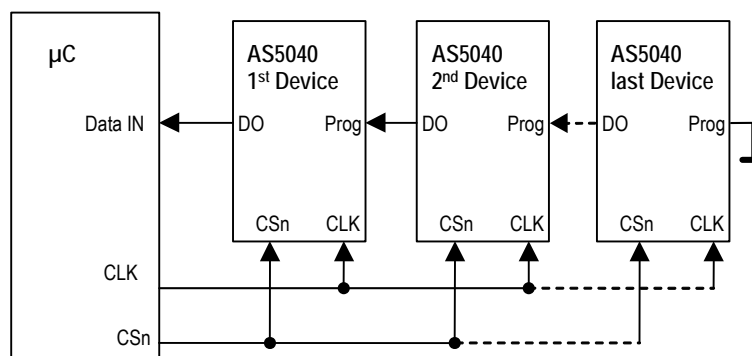 µC
AS5040
1st Device
AS5040
2nd Device
AS5040
last Device
Data IN
DO
Prog
DO
Prog
DO
Prog
CSn
CLK
CSn
CLK
CSn
CLK
CLK
CSn